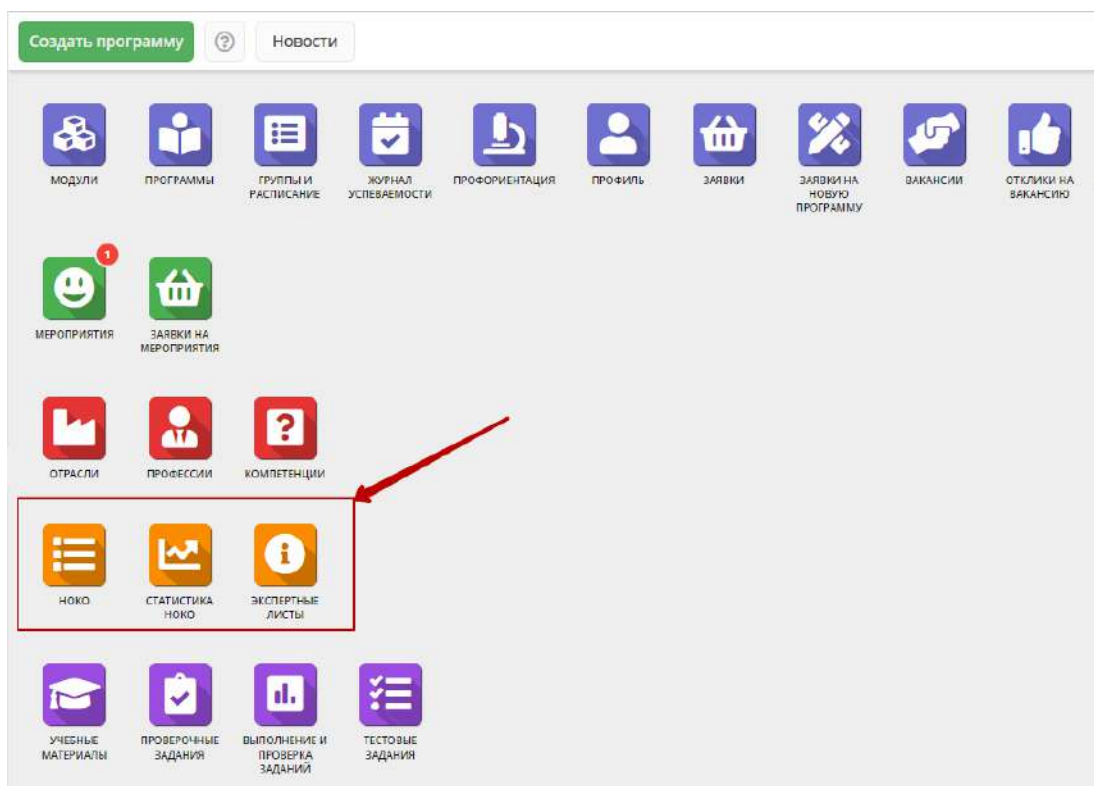 Создать программу
?
Новости
МОДУЛИ
ПРОГРАММЫ
ГРУППЫ И
РАСПИСАНИЕ
ЖУРНАЛ
УСПЕВАЕМОСТИ
ПРОФОРИЕНТАЦИЯ
ПРОФИЛЬ
ЗАЯВКИ
ЗАЯВКИ НА
НОВУЮ
ПРОГРАММУ
ВАКАНСИИ
ОТКЛИКИ НА
ВАКАНСИЮ
1
МЕРОПРИЯТИЯ
ЗАЯВКИ НА
МЕРОПРИЯТИЯ
?
ОТРАСЛИ
ПРОФЕССИИ
КОМПЕТЕНЦИИ
i
НОКО
СТАТИСТИКА
НОКО
ЭКСПЕРТНЫЕ
ЛИСТЫ
УЧЕБНЫЕ
МАТЕРИАЛЫ
ПРОВЕРОЧНЫЕ
ЗАДАНИЯ
ВЫПОЛНЕНИЕ И
ПРОВЕРКА
ЗАДАНИЙ
ТЕСТОВЫЕ
ЗАДАНИЯ